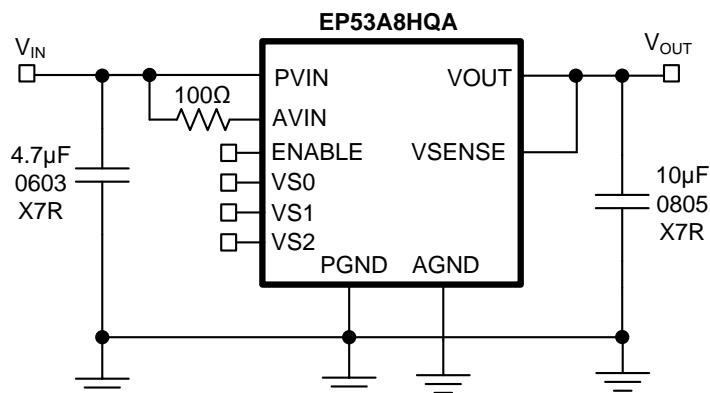 EP53A8HQA
VIN
VOUT
PVIN
VOUT
100Ω
AVIN
4.7µF
0603
X7R
ENABLE
VSENSE
VS0
VS1
VS2
10µF
0805
X7R
PGND
AGND